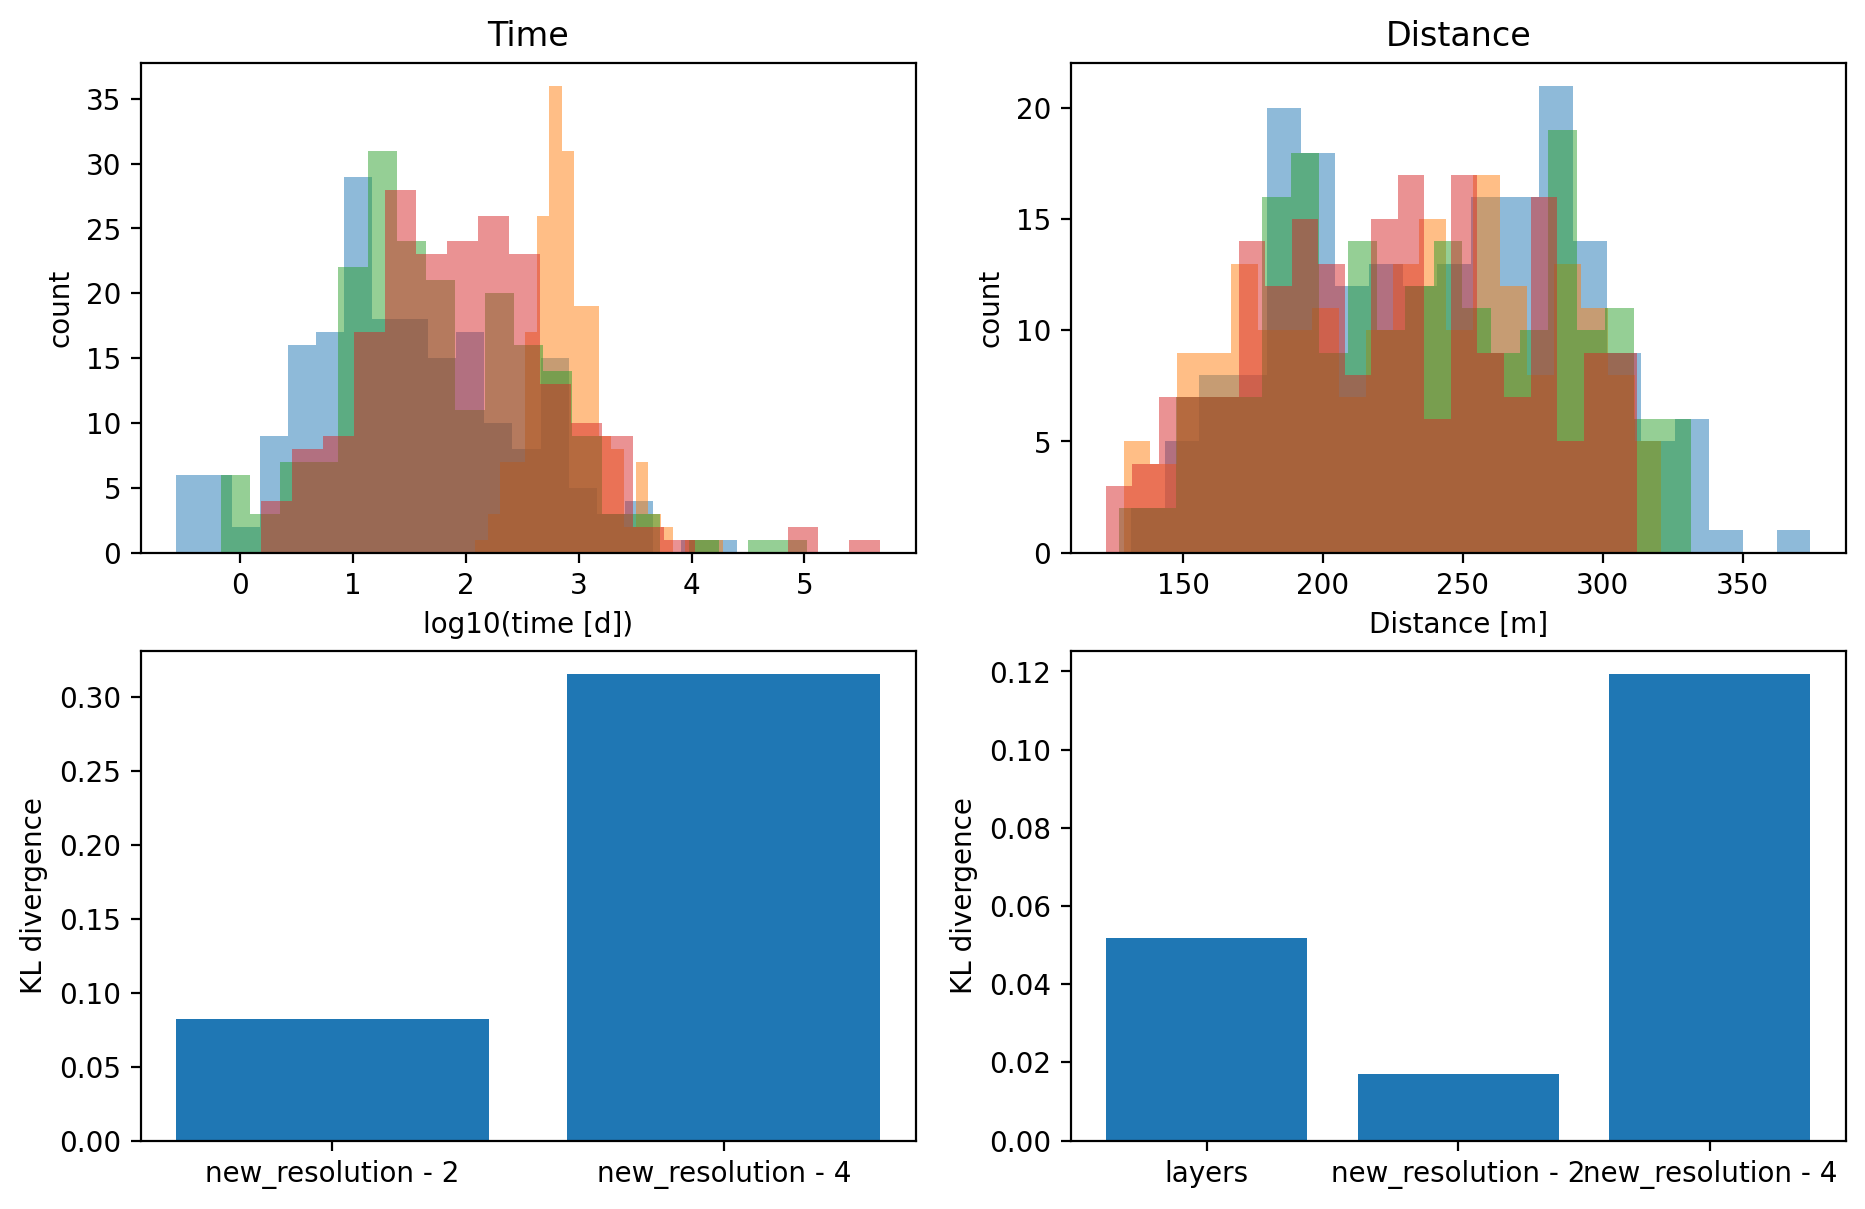 Time
35
30
25
20
15
10
5
0
count
0 1 2 3 4 5
log10(time [d])
Distance
20
15
10
5
0
count
150 200 250 300 350
Distance [m]
0.30
0.25
0.20
0.15
0.10
0.05
0.00
KL divergence
new_resolution - 2 new_resolution - 4
0.12
0.10
0.08
0.06
0.04
0.02
0.00
KL divergence
layers new_resolution - 2 new_resolution - 4